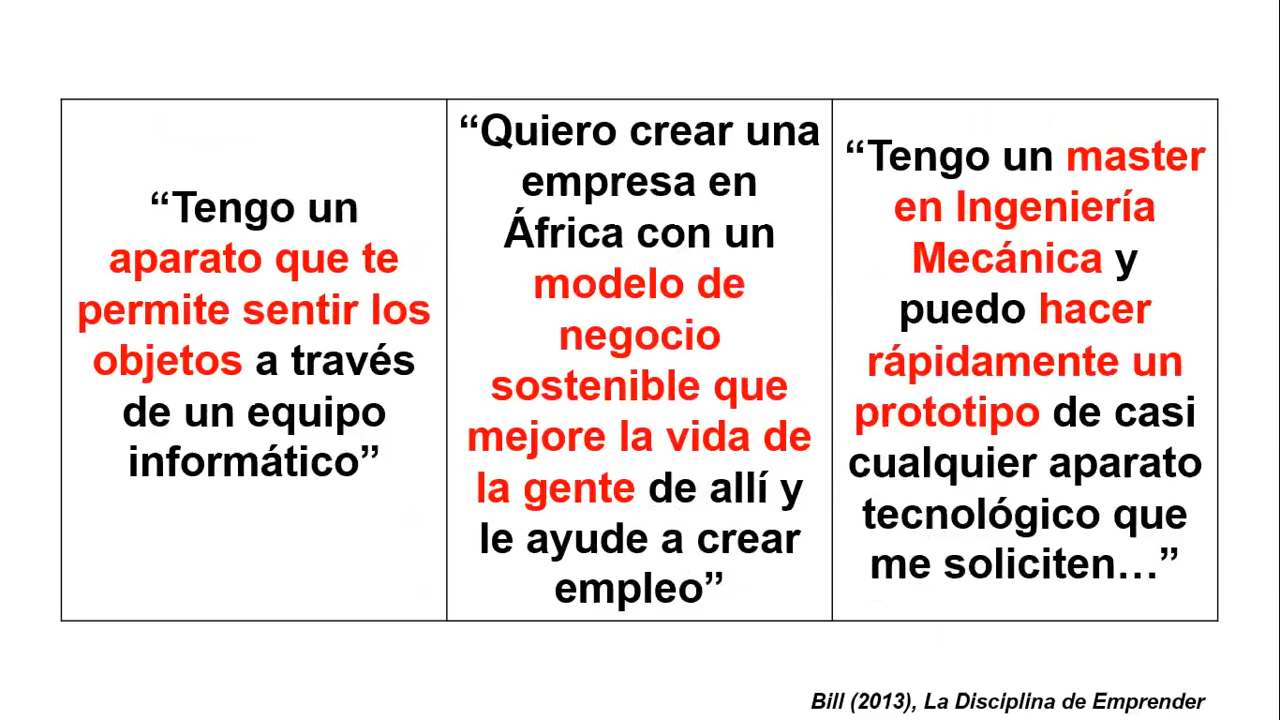 “Tengo un
aparato que te
permite sentir los
objetos a través
de un equipo
informático”
“Quiero crear una
empresa en
África con un
modelo de
negocio
sostenible que
mejore la vida de
la gente de allí y
le ayude a crear
empleo”
“Tengo un master
en Ingeniería
Mecánica y
puedo hacer
rápidamente un
prototipo de casi
cualquier aparato
tecnológico que
me soliciten…”
Bill (2013), La Disciplina de Emprender